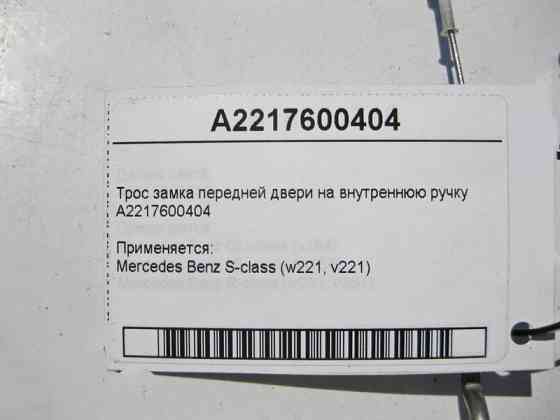 A2217600404
Трос замка передней двери на внутреннюю ручку
A2217600404
Применяется:
Mercedes Benz S-class (w221, v221)